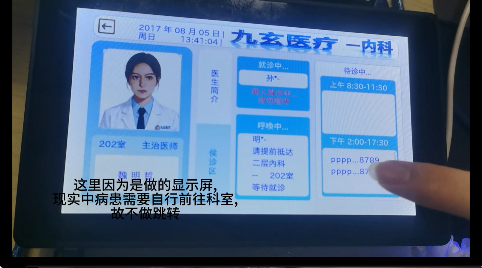 2017 年 08 月 05 日
周日 13:41:04
九玄医疗 一内科
医生简介
候诊区
202室 主治医师
就诊中...
孙*
呼唤中...
明*
请提前抵达
二层内科
-- 202室
等待就诊
待诊中...
上午 8:30-11:30
下午 2:00-17:30
pppp...6789
pppp...87
这里因为是做的显示屏,
现实中病患需要自行前往科室,
故不做跳转